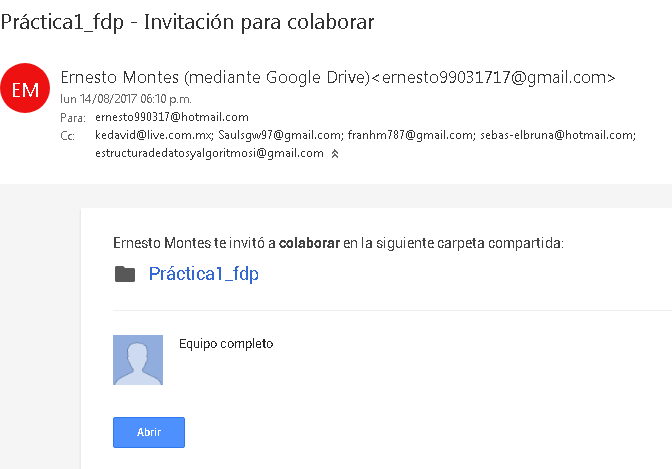 Práctica1_fdp - Invitación para colaborar
EM
Ernesto Montes (mediante Google Drive)<ernesto99031717@gmail.com>
lun 14/08/2017 06:10 p.m.
Para: ernesto990317@hotmail.com
Cc: kedavid@live.com.mx; Saulsgw97@gmail.com; franhm787@gmail.com; sebas-elbruna@hotmail.com;
estructuradedatosyalgoritmosi@gmail.com
Ernesto Montes te invitó a colaborar en la siguiente carpeta compartida:
Práctica1_fdp
Equipo completo
Abrir